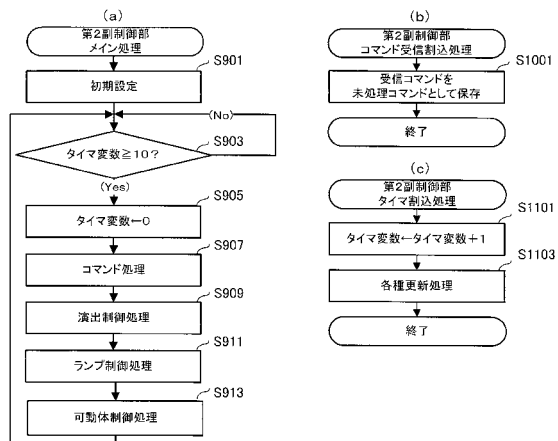 (a)
第2副制御部
メイン処理
S901
初期設定
(No)
S903
タイマ変数≧10?
(Yes)
S905
タイマ変数←0
S907
コマンド処理
S909
演出制御処理
S911
ランプ制御処理
S913
可動体制御処理
(b)
第2副制御部
コマンド受信割込処理
S1001
受信コマンドを
未処理コマンドとして保存
終了
(c)
第2副制御部
タイマ割込処理
S1101
タイマ変数←タイマ変数+1
S1103
各種更新処理
終了